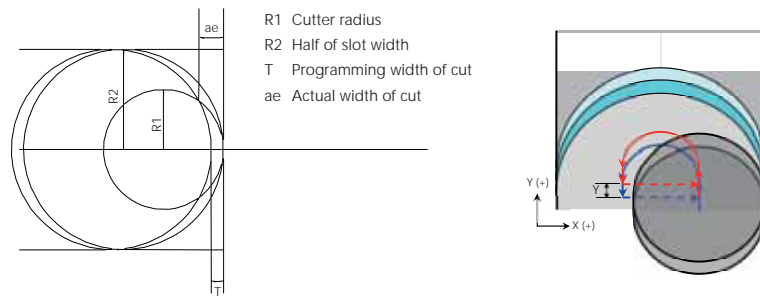 ae
R2
R1
T
R1 Cutter radius
R2 Half of slot width
T Programming width of cut
ae Actual width of cut
Y (+)
Y
X (+)